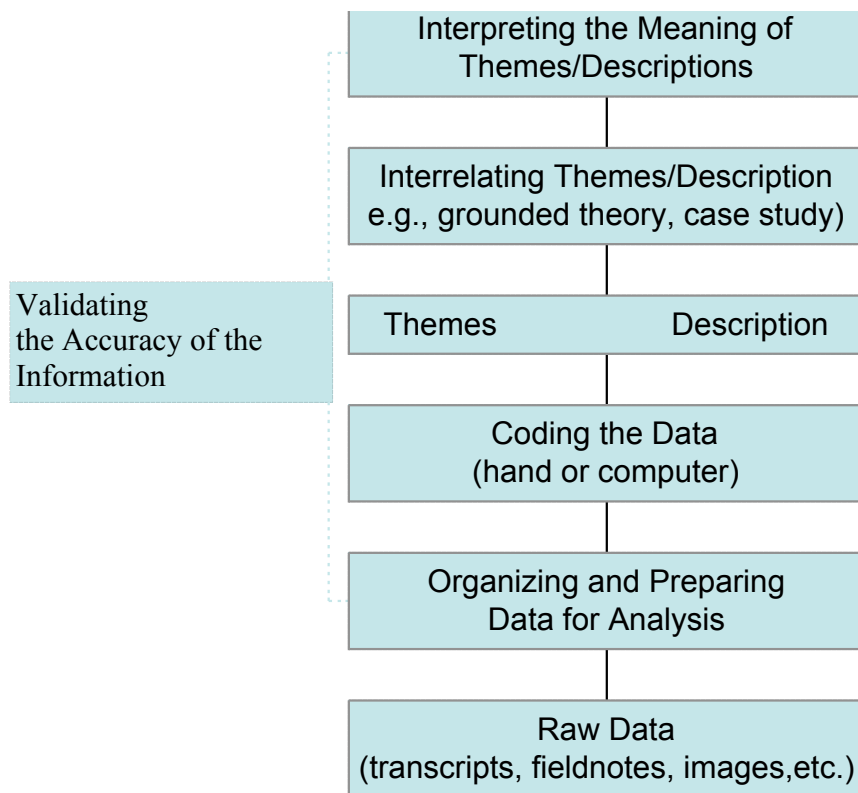 Interpreting the Meaning of
Themes/Descriptions
Interrelating Themes/Description
e.g., grounded theory, case study)
Validating
the Accuracy of the
Information
Themes Description
Coding the Data
(hand or computer)
Organizing and Preparing
Data for Analysis
Raw Data
(transcripts, fieldnotes, images,etc.)